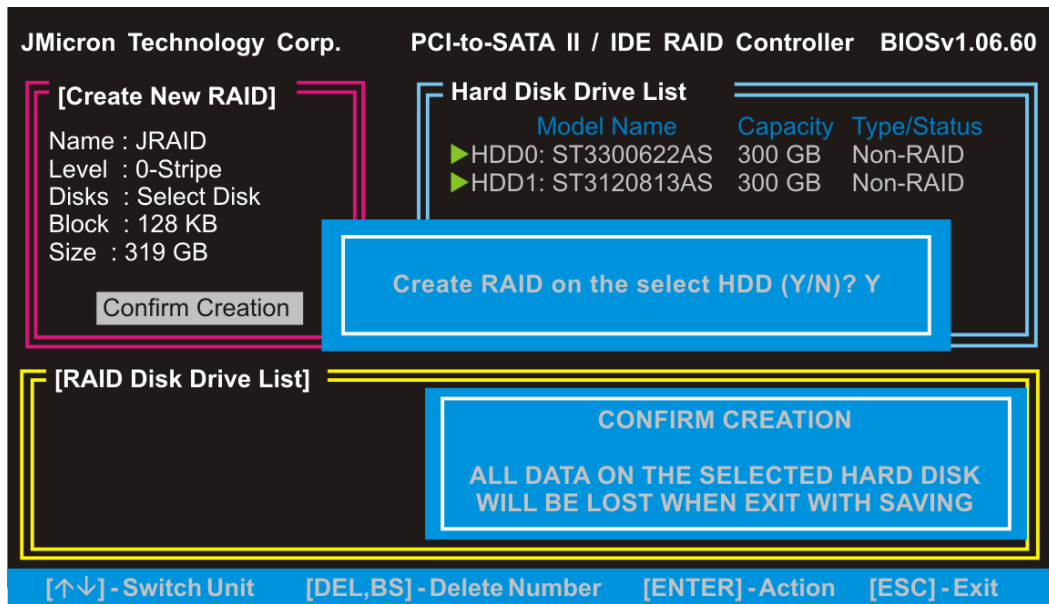 JMicron Technology Corp. PCI-to-SATA II / IDE RAID Controller BIOSv1.06.60
[Create New RAID]
Name : JRAID
Level : 0-Stripe
Disks : Select Disk
Block : 128 KB
Size : 319 GB
Confirm Creation
Hard Disk Drive List
Model Name Capacity Type/Status
HDD0: ST3300622AS 300 GB Non-RAID
HDD1: ST3120813AS 300 GB Non-RAID
Create RAID on the select HDD (Y/N)? Y
[RAID Disk Drive List]
CONFIRM CREATION
ALL DATA ON THE SELECTED HARD DISK
WILL BE LOST WHEN EXIT WITH SAVING
[↑↓] - Switch Unit [DEL,BS] - Delete Number [ENTER] - Action [ESC] - Exit